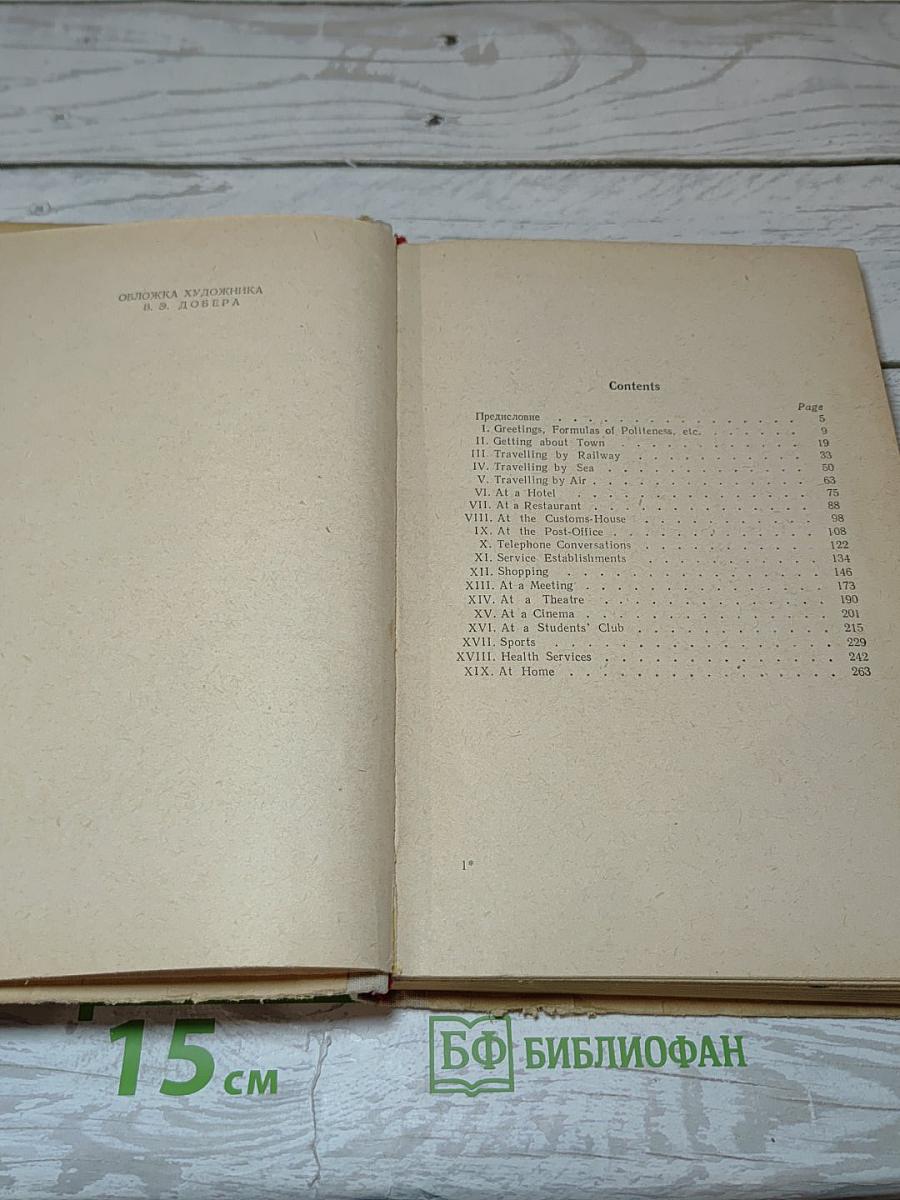 ОБЛОЖКА ХУДОЖНИКА
В. Э. ДОБЕРА
Contents
Page
Предисловие . . . . . . . . . . . . . 5
I. Greetings, Formulas of Politeness, etc. . . . . . . 9
II. Getting about Town . . . . . . . . . . . 19
III. Travelling by Railway . . . . . . . . . . 33
IV. Travelling by Sea . . . . . . . . . . . 50
V. Travelling by Air . . . . . . . . . . . . 63
VI. At a Hotel . . . . . . . . . . . . . 75
VII. At a Restaurant . . . . . . . . . . . . 88
VIII. At the Customs-House . . . . . . . . . . 98
IX. At the Post-Office . . . . . . . . . . . 108
X. Telephone Conversations . . . . . . . . . . 122
XI. Service Establishments . . . . . . . . . . 134
XII. Shopping . . . . . . . . . . . . . 146
XIII. At a Meeting . . . . . . . . . . . . . 173
XIV. At a Theatre . . . . . . . . . . . . 190
XV. At a Cinema . . . . . . . . . . . . . 201
XVI. At a Students' Club . . . . . . . . . . 215
XVII. Sports . . . . . . . . . . . . . . 229
XVIII. Health Services . . . . . . . . . . . . 242
XIX. At Home . . . . . . . . . . . . . . 263
1*
15 см
БФ БИБЛИОФАН